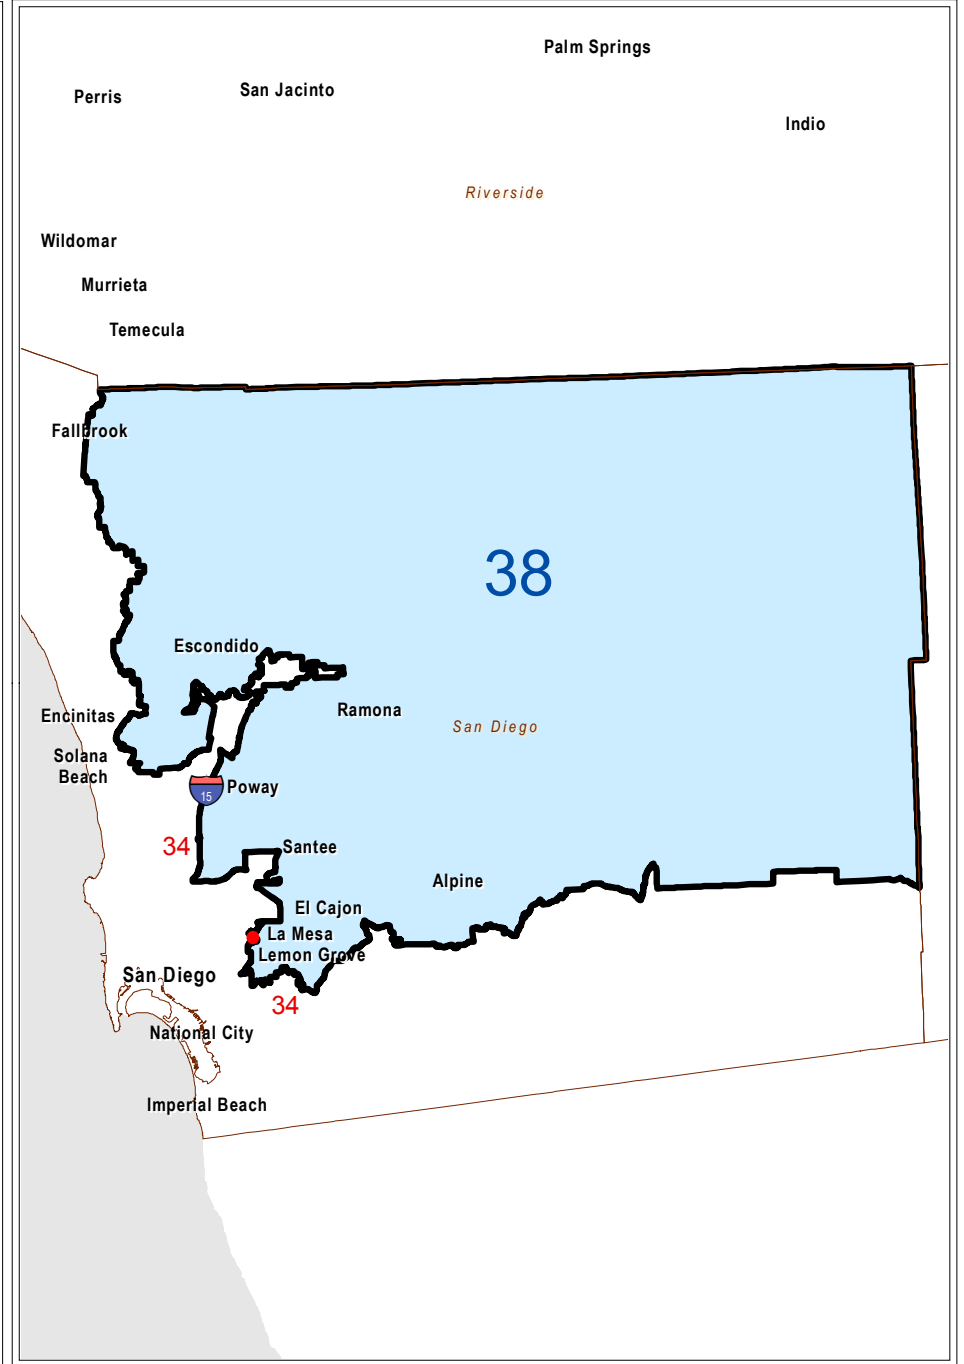 Palm Springs
San Jacinto
Perris
Indio
Riverside
Wildomar
Murrieta
Temecula
Fallbrook
38
Escondido
Ramona
Encinitas
San Diego
Solana
Beach
Poway
15
34
Santee
Alpine
El Cajon
La Mesa
Lemon Grove
San Diego
34
National City
Imperial Beach